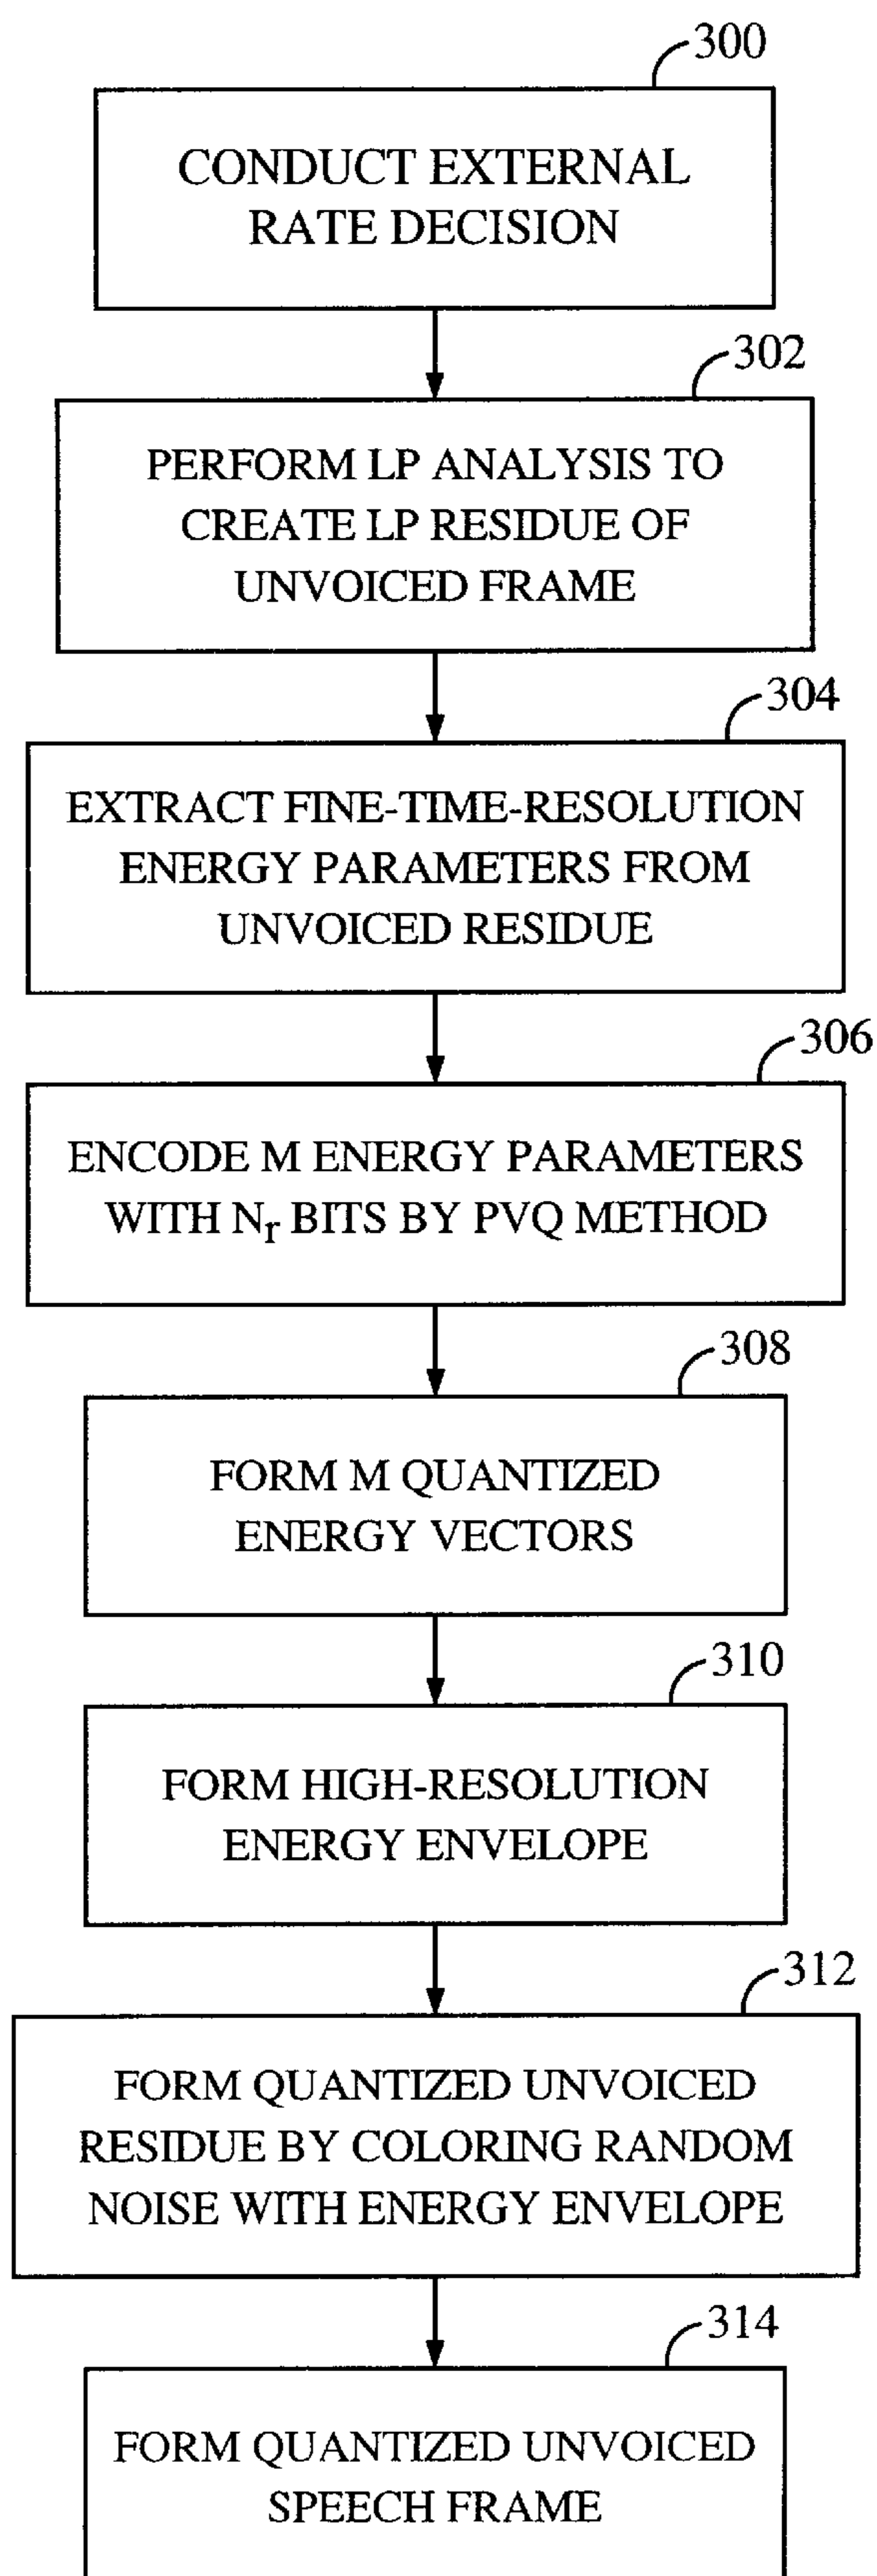 300
CONDUCT EXTERNAL
RATE DECISION
302
PERFORM LP ANALYSIS TO
CREATE LP RESIDUE OF
UNVOICED FRAME
304
EXTRACT FINE-TIME-RESOLUTION
ENERGY PARAMETERS FROM
UNVOICED RESIDUE
306
ENCODE M ENERGY PARAMETERS
WITH Nr BITS BY PVQ METHOD
308
FORM M QUANTIZED
ENERGY VECTORS
310
FORM HIGH-RESOLUTION
ENERGY ENVELOPE
312
FORM QUANTIZED UNVOICED
RESIDUE BY COLORING RANDOM
NOISE WITH ENERGY ENVELOPE
314
FORM QUANTIZED UNVOICED
SPEECH FRAME